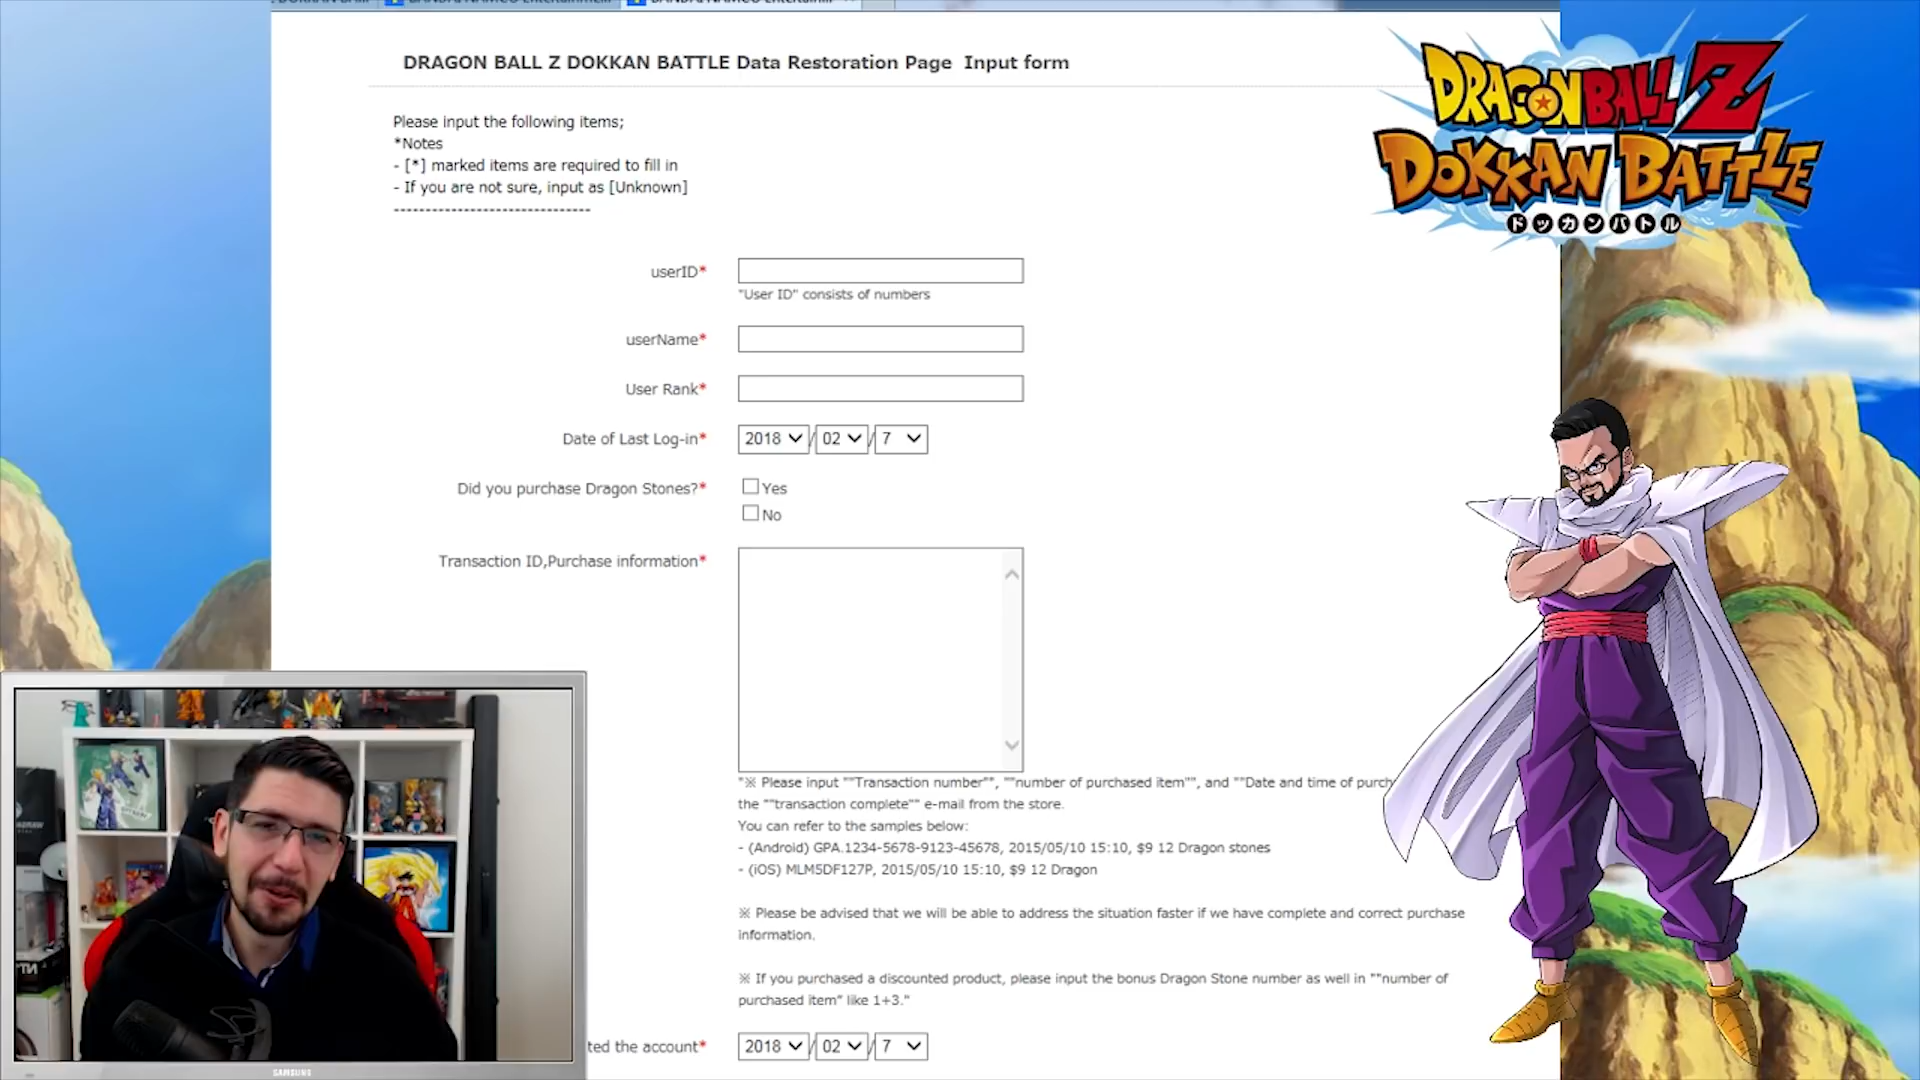 BANDAI NAMCO Entertainm...
DRAGON BALL Z DOKKAN BATTLE Data Restoration Page Input form
Please input the following items;
*Notes
- [*] marked items are required to fill in
- If you are not sure, input as [Unknown]
-------------------------------
userID*
"User ID" consists of numbers
userName*
User Rank*
Date of Last Log-in* 2018 / 02 / 7
Did you purchase Dragon Stones?* Yes
No
Transaction ID,Purchase information*
"※ Please input ""Transaction number"", ""number of purchased item"", and ""Date and time of purch
the ""transaction complete"" e-mail from the store.
You can refer to the samples below:
- (Android) GPA.1234-5678-9123-45678, 2015/05/10 15:10, $9 12 Dragon stones
- (iOS) MLM5DF127P, 2015/05/10 15:10, $9 12 Dragon
※ Please be advised that we will be able to address the situation faster if we have complete and correct purchase
information.
※ If you purchased a discounted product, please input the bonus Dragon Stone number as well in ""number of
purchased item" like 1+3."
ted the account* 2018 / 02 / 7
DRAGON BALL Z
DOKKAN BATTLE
ドッカンバトル
SAMSUNG